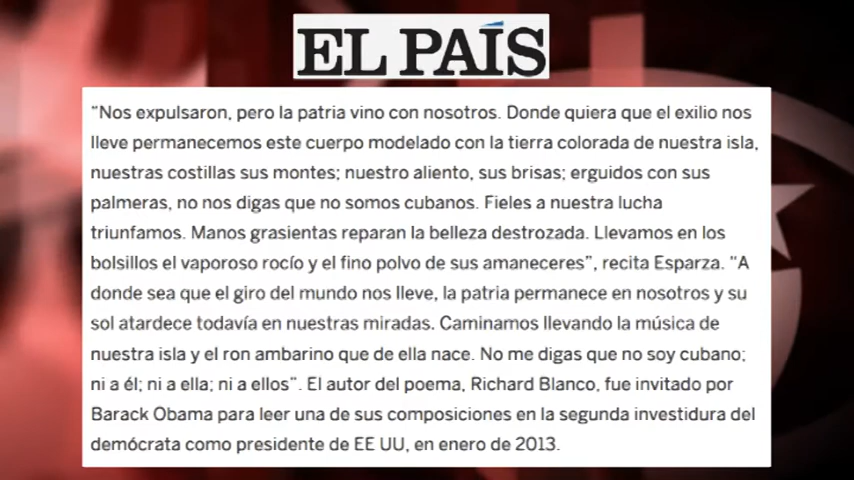 EL PAÍS
"Nos expulsaron, pero la patria vino con nosotros. Donde quiera que el exilio nos
lleve permanecemos este cuerpo modelado con la tierra colorada de nuestra isla,
nuestras costillas sus montes; nuestro aliento, sus brisas; erguidos con sus
palmeras, no nos digas que no somos cubanos. Fieles a nuestra lucha
triunfamos. Manos grasientas reparan la belleza destrozada. Llevamos en los
bolsillos el vaporoso rocío y el fino polvo de sus amaneceres", recita Esparza. "A
donde sea que el giro del mundo nos lleve, la patria permanece en nosotros y su
sol atardece todavía en nuestras miradas. Caminamos llevando la música de
nuestra isla y el ron ambarino que de ella nace. No me digas que no soy cubano;
ni a él; ni a ella; ni a ellos". El autor del poema, Richard Blanco, fue invitado por
Barack Obama para leer una de sus composiciones en la segunda investidura del
demócrata como presidente de EE UU, en enero de 2013.